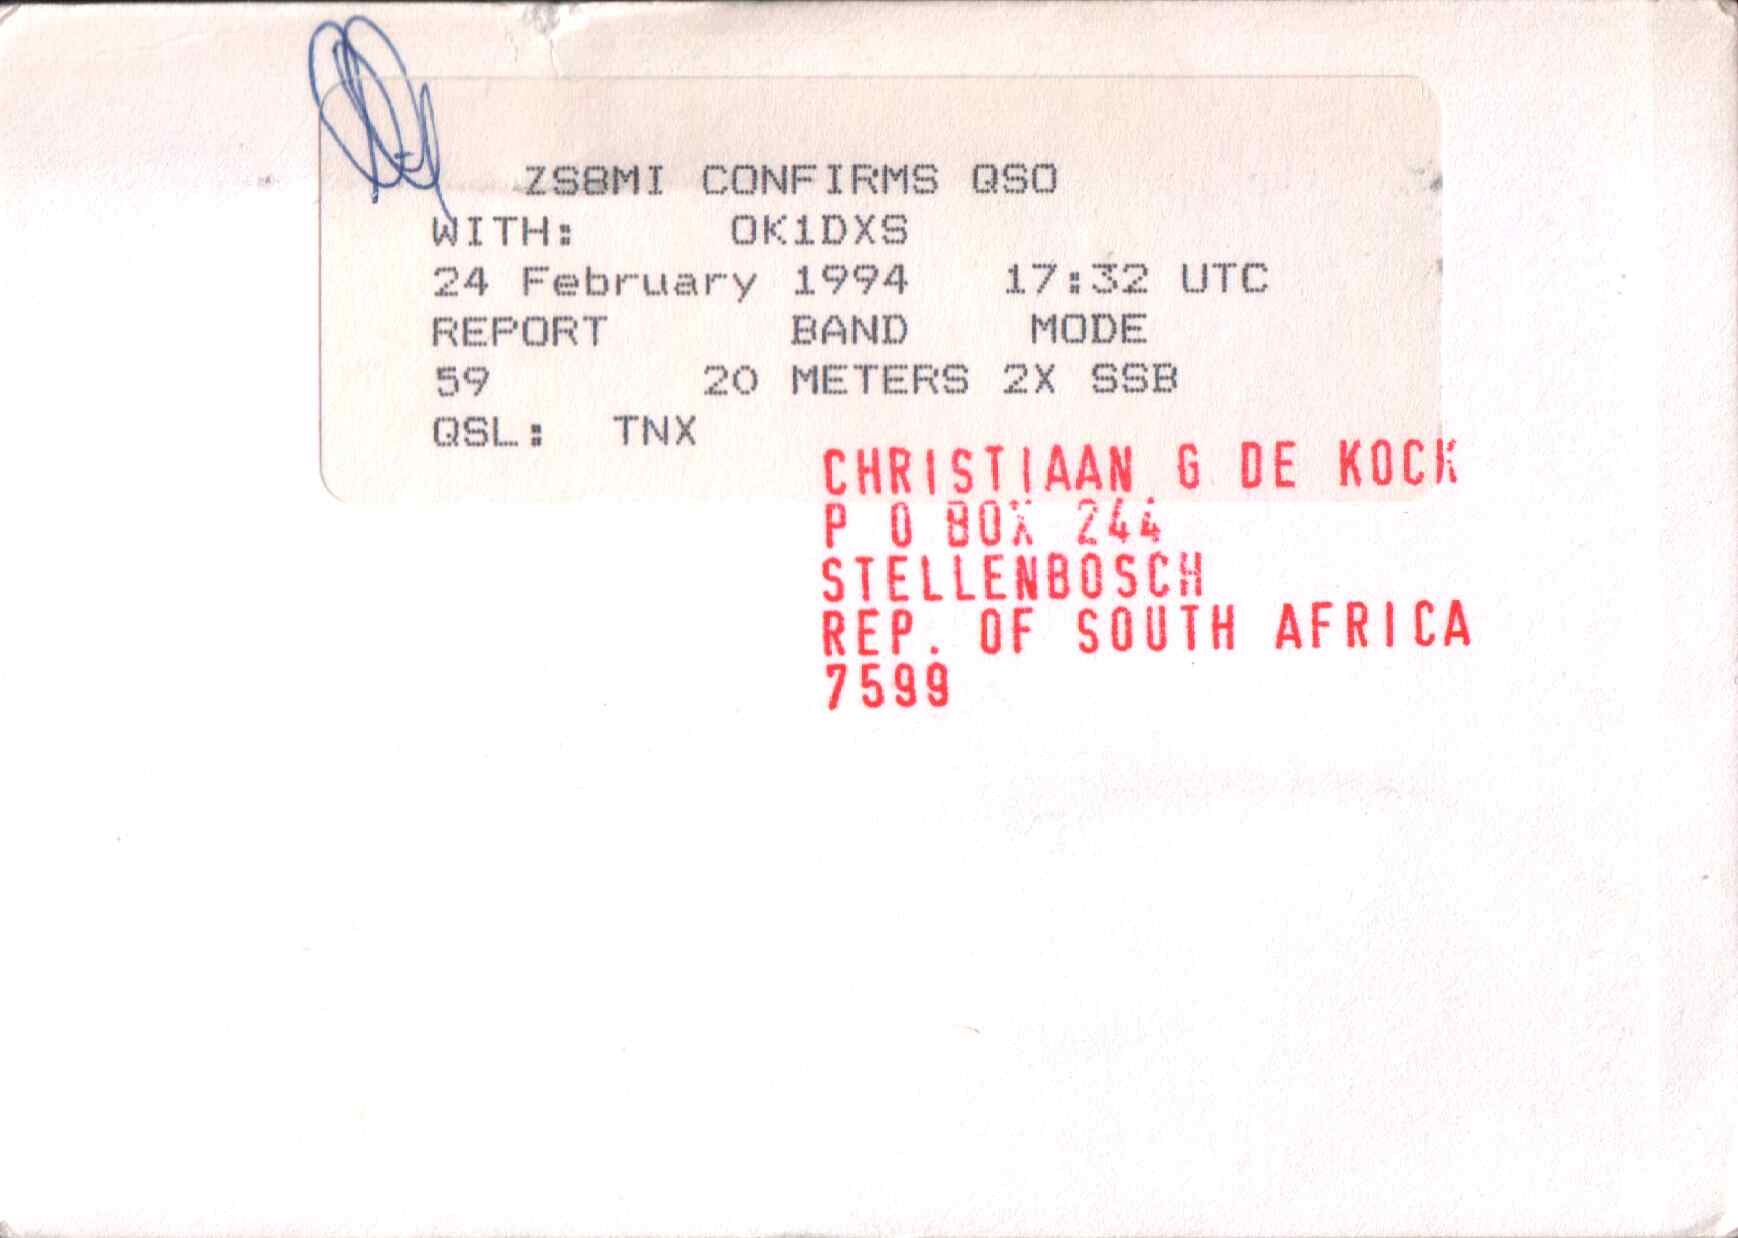 ZS8MI CONFIRMS QSO
WITH: OK1DXS
24 February 1994 17:32 UTC
REPORT BAND MODE
59 20 METERS 2X SSB
QSL: TNX
CHRISTIAAN G DE KOCK
P O BOX 244
STELLENBOSCH
REP. OF SOUTH AFRICA
7599